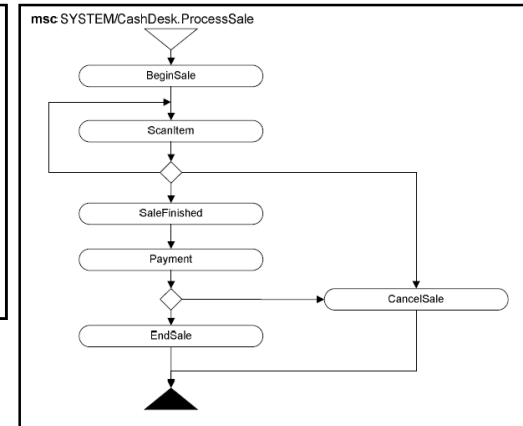 msc SYSTEM/CashDesk.ProcessSale
BeginSale
ScanItem
SaleFinished
Payment
CancelSale
EndSale